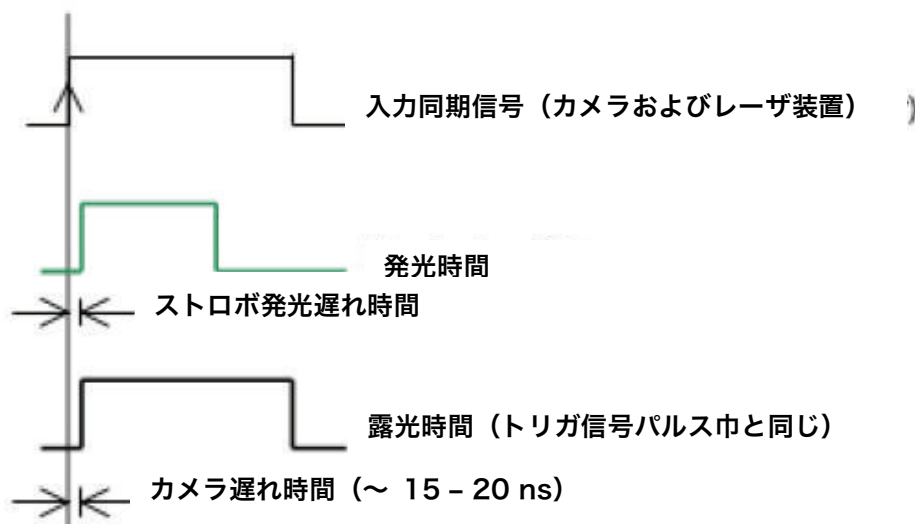 入力同期信号（カメラおよびレーザ装置）
発光時間
ストロボ発光遅れ時間
露光時間（トリガ信号パルス巾と同じ）
カメラ遅れ時間（～ 15 – 20 ns）